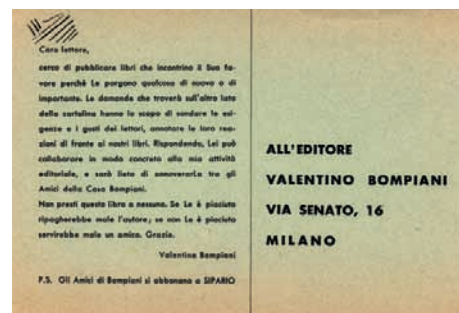 Caro lettore,
cerco di pubblicare libri che incontrino il Suo fa-
vore perchè Le porgono qualcosa di nuovo o di
importante. Le domande che troverà sull'altro lato
della cartolina hanno lo scopo di sondare le esi-
genze e i gusti dei lettori, annotare le loro rea-
zioni di fronte ai nostri libri. Rispondendo, Lei può
collaborare in modo concreto alla mia attività
editoriale, e sarò lieto di annoverarLa tra gli
Amici della Casa Bompiani.
Non presti questo libro a nessuno. Se Le è piaciuto
ripagherebbe male l'autore; se non Le è piaciuto
servirebbe male un amico. Grazie.
Valentino Bompiani
P.S. Gli Amici di Bompiani si abbonano a SIPARIO
ALL'EDITORE
VALENTINO BOMPIANI
VIA SENATO, 16
MILANO